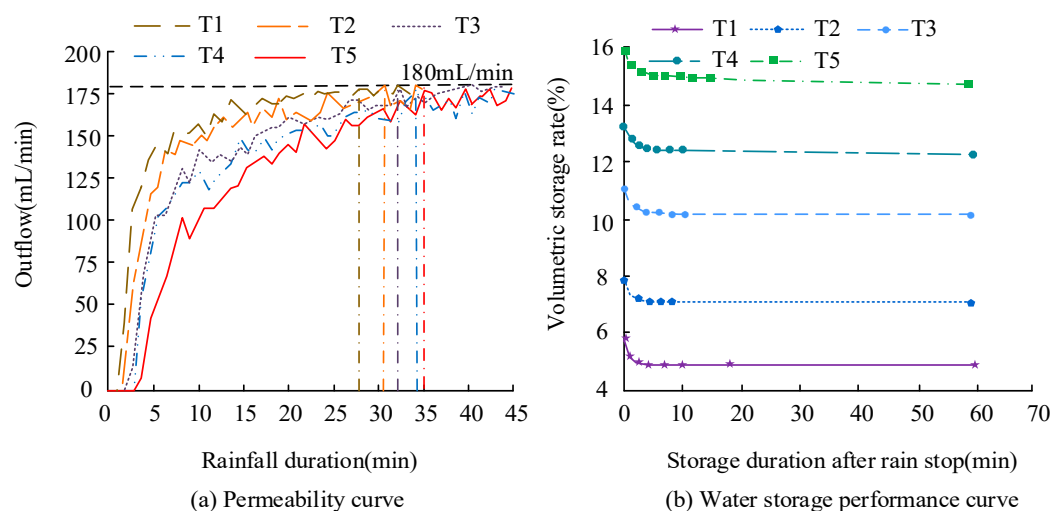 T1 T2 T3
T4 T5
180mL/min
200
175
150
125
100
75
50
25
0
0 5 10 15 20 25 30 35 40 45
Outflow(mL/min)
Rainfall duration(min)
(a) Permeability curve
T1 T2 T3
T4 T5
16
14
12
10
8
6
4
0 10 20 30 40 50 60 70
Volumetric storage rate(%)
Storage duration after rain stop(min)
(b) Water storage performance curve